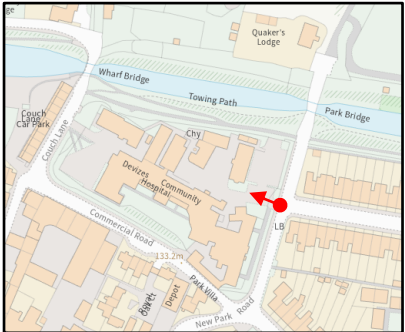 ge
Quaker's
Lodge
Wharf Bridge
Towing Path
Park Bridge
Couch
Lane
Car Park
Chy
Couch Lane
Devizes
Community
Hospital
LB
Commercial Road
133.2m
Park Villa
Depot
New Park Road